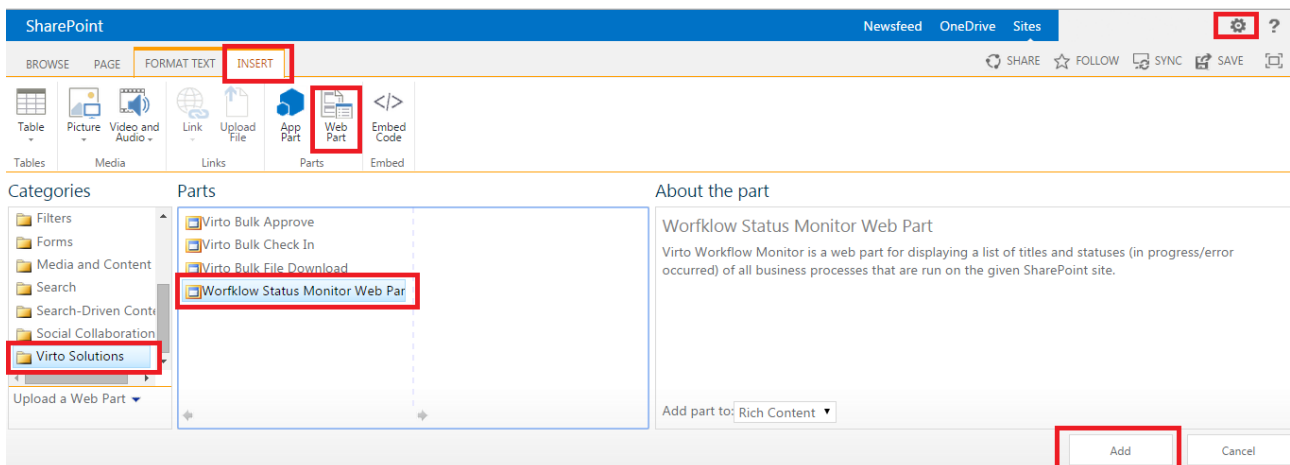 SharePoint
Newsfeed OneDrive Sites ?
BROWSE PAGE FORMAT TEXT INSERT
SHARE FOLLOW SYNC SAVE
Table
Picture
Video and Audio
Link
Upload File
App Part
Web Part
</>
Embed Code
Tables Media Links Parts Embed
Categories
Filters
Forms
Media and Content
Search
Search-Driven Conte
Social Collaboration
Virto Solutions
Upload a Web Part
Parts
Virto Bulk Approve
Virto Bulk Check In
Virto Bulk File Download
Worfklow Status Monitor Web Par
About the part
Worfklow Status Monitor Web Part
Virto Workflow Monitor is a web part for displaying a list of titles and statuses (in progress/error
occurred) of all business processes that are run on the given SharePoint site.
Add part to: Rich Content
Add Cancel